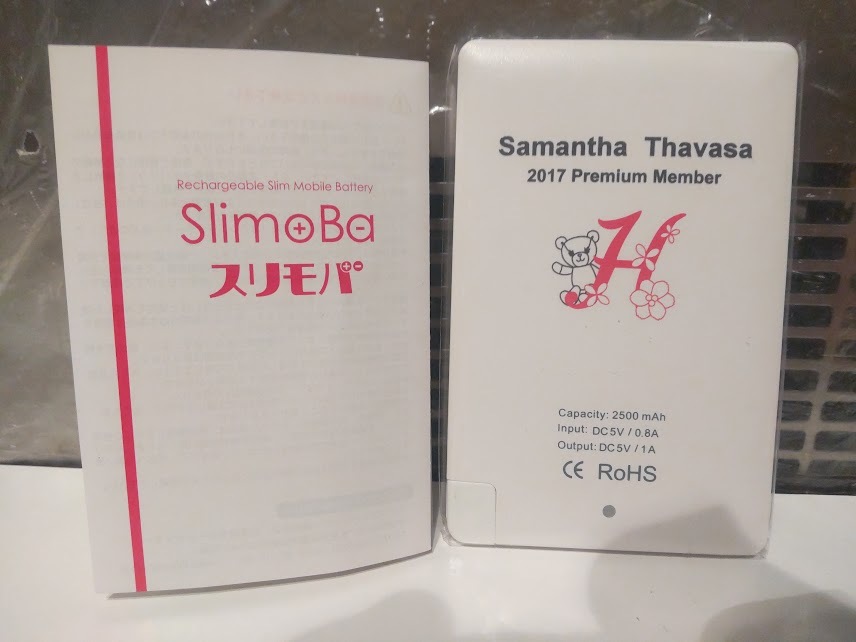 Rechargeable Slim Mobile Battery
SlimoBa
スリモバ
Samantha Thavasa
2017 Premium Member
H
Capacity: 2500 mAh
Input: DC5V / 0.8A
Output: DC5V / 1A
CE RoHS